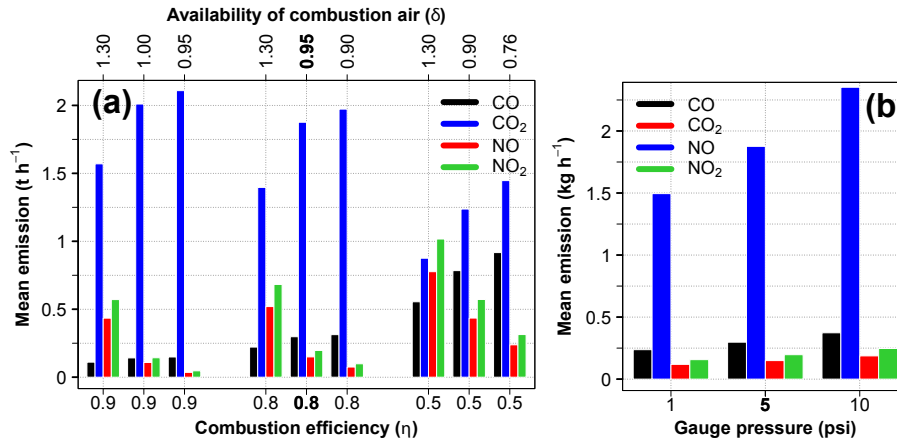 Availability of combustion air (δ)
1.30 1.00 0.95 1.30 0.95 0.90 1.30 0.90 0.76
(a)
CO
CO₂
NO
NO₂
Mean emission (t h⁻¹)
2
1.5
1
0.5
0
0.9 0.9 0.9 0.8 0.8 0.8 0.5 0.5 0.5
Combustion efficiency (η)
(b
CO
CO₂
NO
NO₂
Mean emission (kg h⁻¹)
2
1.5
1
0.5
0
1 5 10
Gauge pressure (psi)